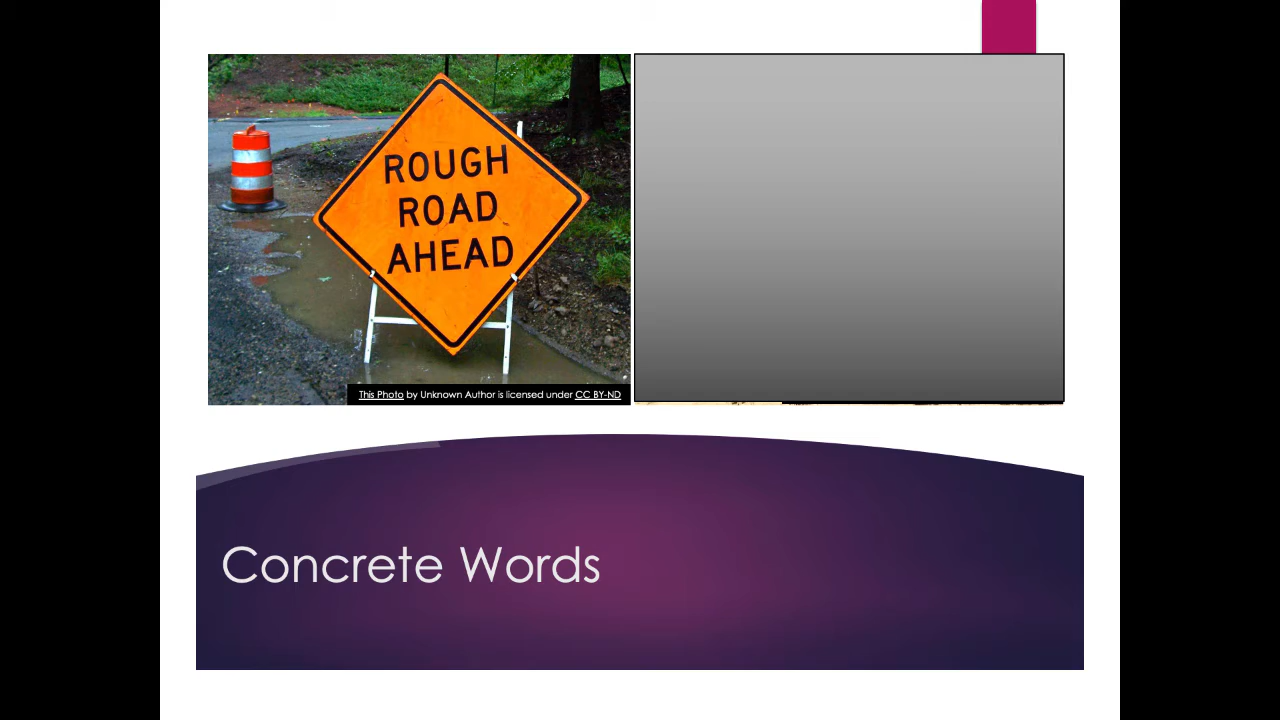 ROUGH
ROAD
AHEAD
This Photo by Unknown Author is licensed under CC BY-ND
Concrete Words